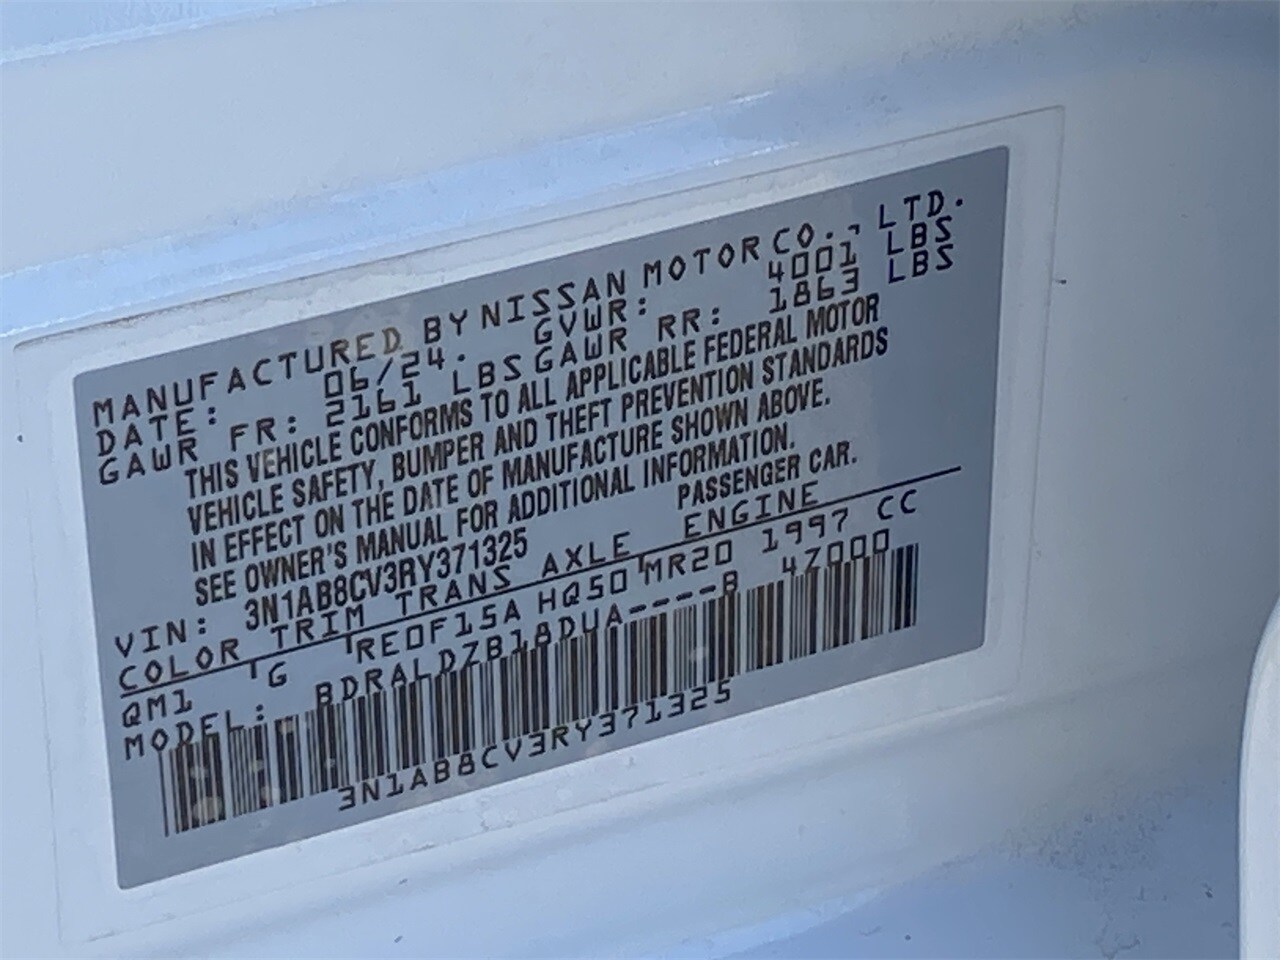 MANUFACTURED BY NISSAN MOTOR CO., LTD.
DATE: 06/24. GVWR: 4001 LBS
GAWR FR: 2161 LBS GAWR RR: 1863 LBS
THIS VEHICLE CONFORMS TO ALL APPLICABLE FEDERAL MOTOR
VEHICLE SAFETY, BUMPER AND THEFT PREVENTION STANDARDS
IN EFFECT ON THE DATE OF MANUFACTURE SHOWN ABOVE.
SEE OWNER'S MANUAL FOR ADDITIONAL INFORMATION.
VIN: 3N1AB8CV3RY371325 PASSENGER CAR.
COLOR TRIM TRANS AXLE ENGINE
QM1 G RE0F15A HQ50 MR20 1997 CC
MODEL: BDRALDZB18DUA----B 4Z000
3N1AB8CV3RY371325